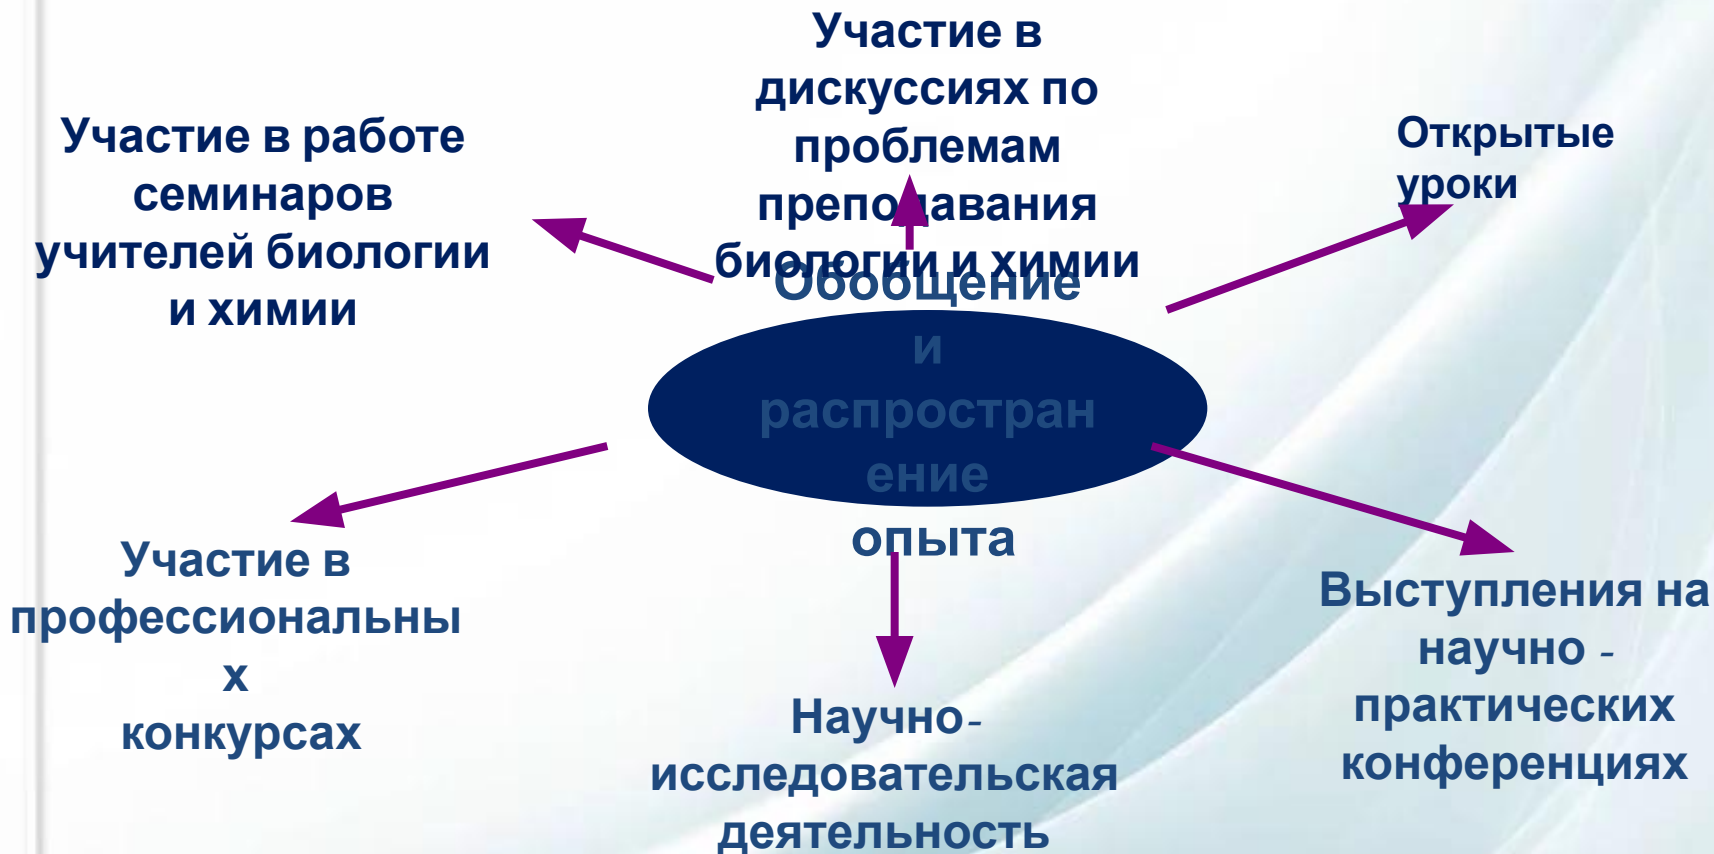 Участие в
дискуссиях по
проблемам
преподавания
биологии и химии
Участие в работе
семинаров
учителей биологии
и химии
Открытые
уроки
Обобщение
и
распростран
ение
опыта
Участие в
профессиональны
х
конкурсах
Научно-
исследовательская
деятельность
Выступления на
научно -
практических
конференциях